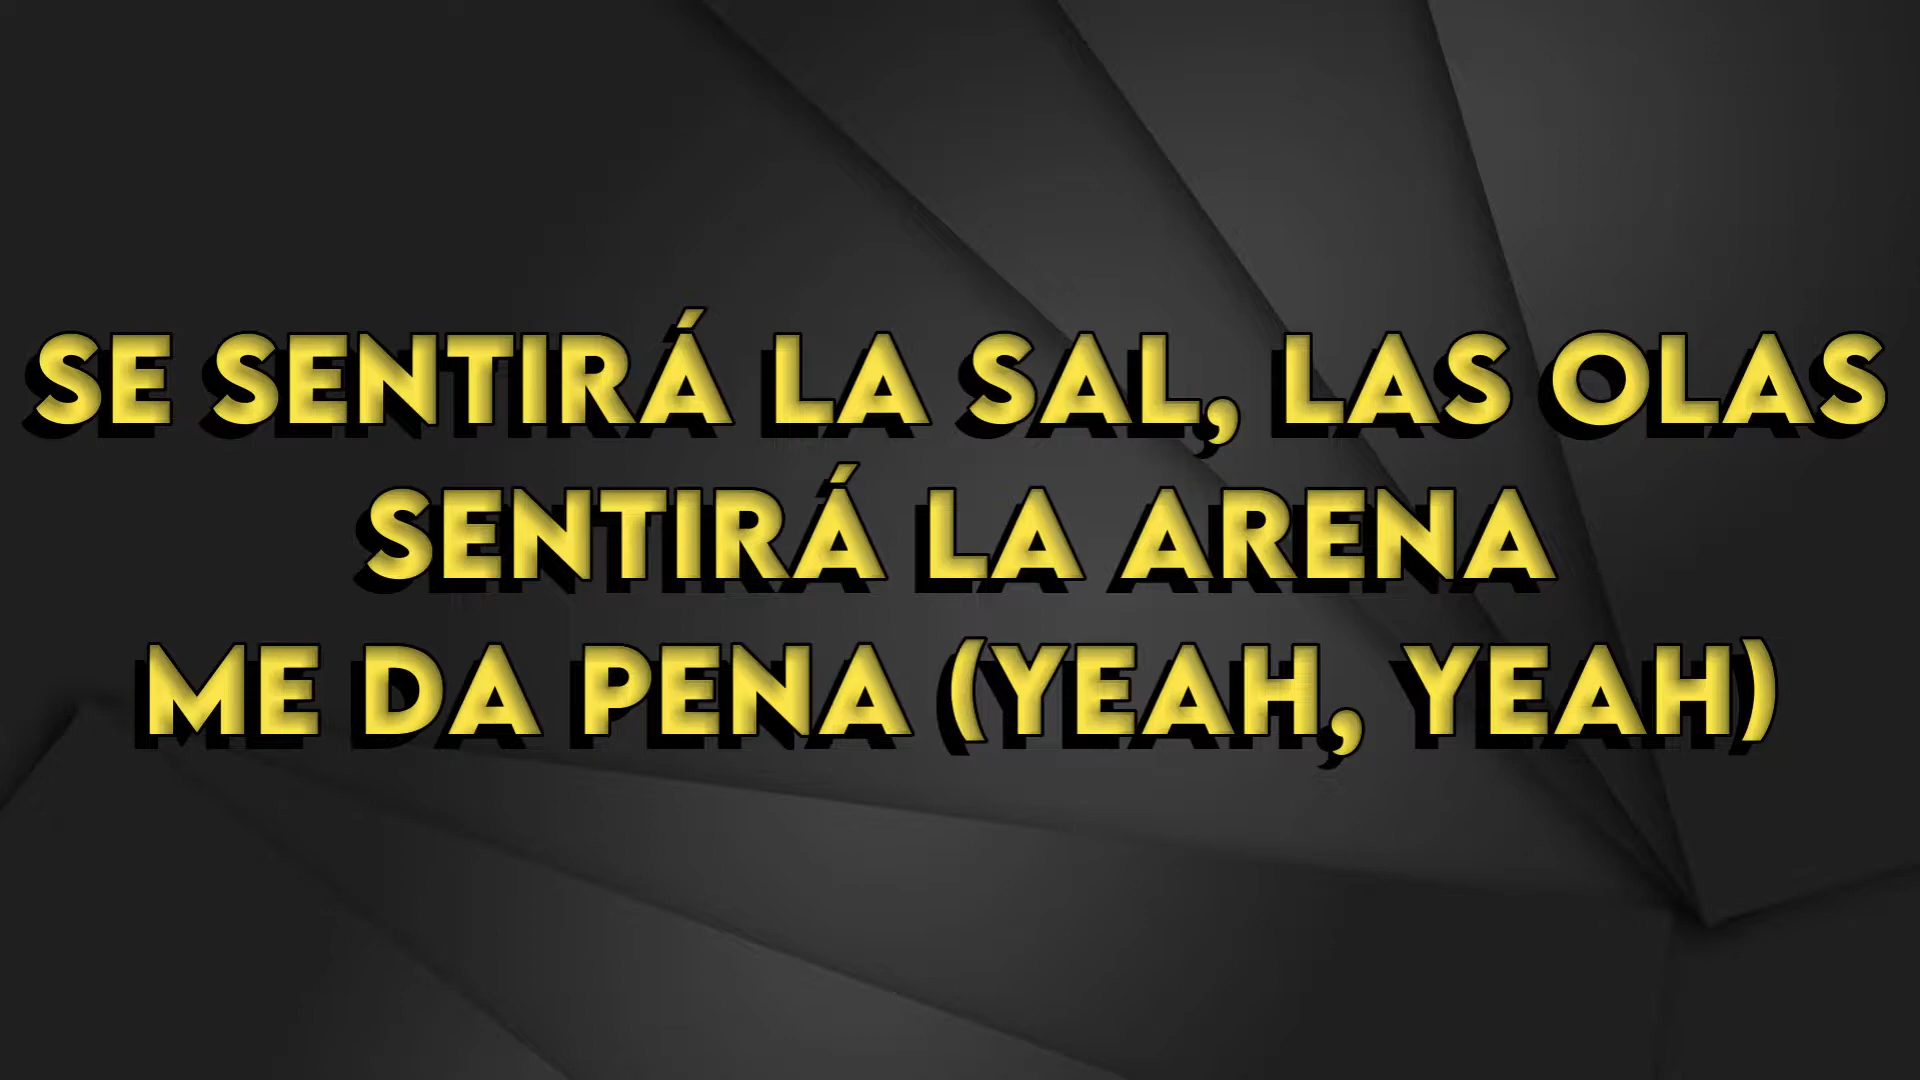 SE SENTIRÁ LA SAL, LAS OLAS
SENTIRÁ LA ARENA
ME DA PENA (YEAH, YEAH)